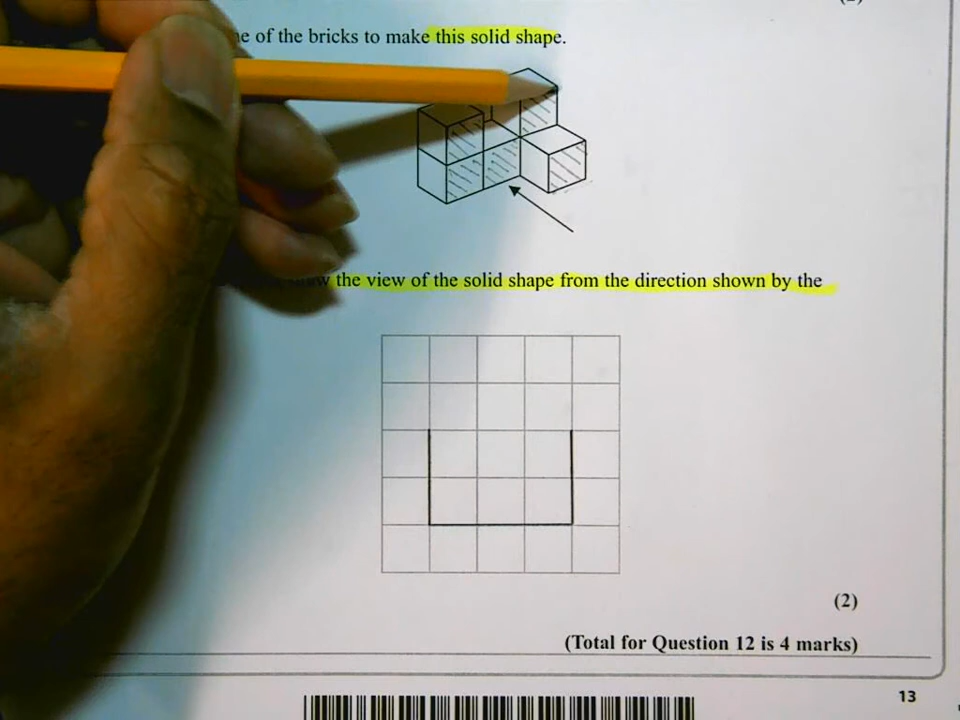 of the bricks to make this solid shape.
the view of the solid shape from the direction shown by the
(2)
(Total for Question 12 is 4 marks)
13